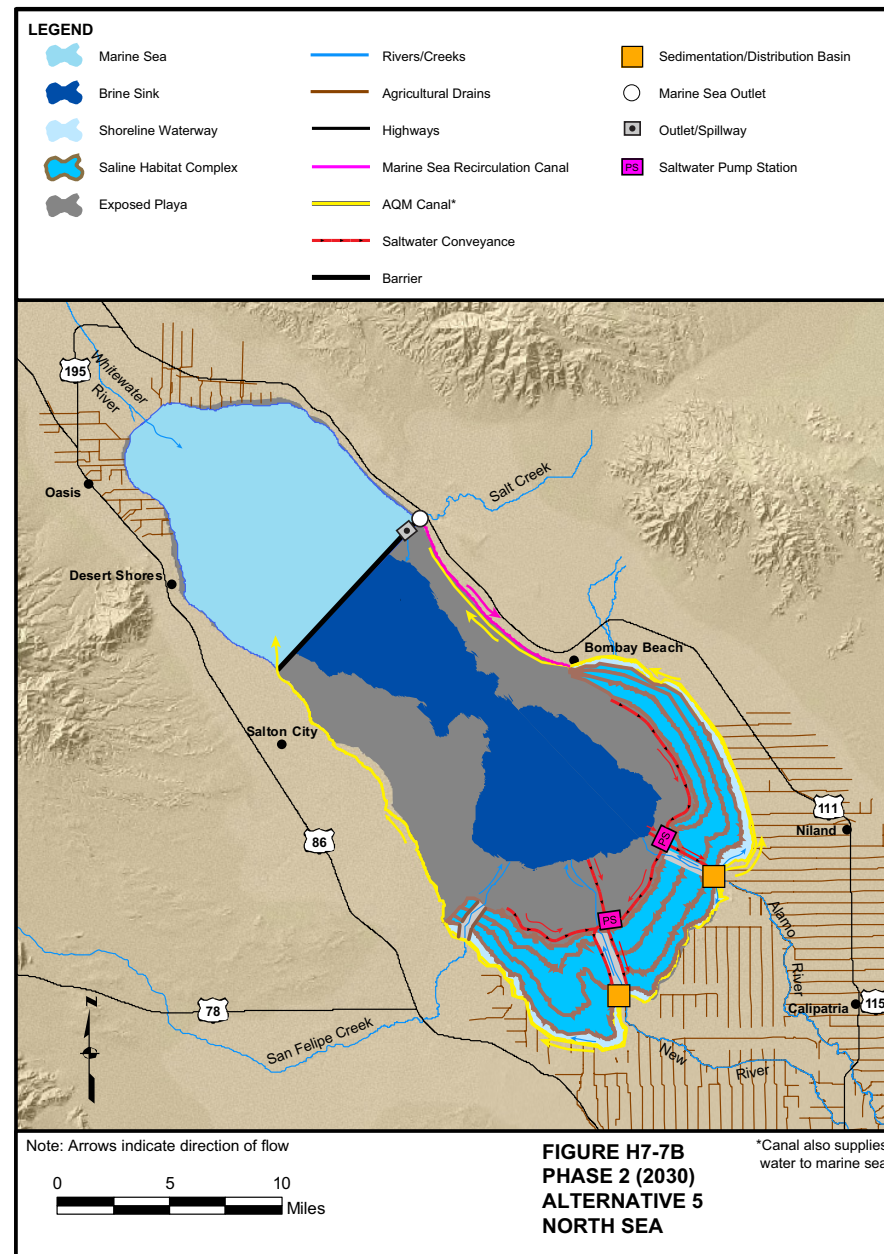 LEGEND
Marine Sea
Brine Sink
Shoreline Waterway
Saline Habitat Complex
Exposed Playa
Rivers/Creeks
Agricultural Drains
Highways
Marine Sea Recirculation Canal
AQM Canal*
Saltwater Conveyance
Barrier
Sedimentation/Distribution Basin
Marine Sea Outlet
Outlet/Spillway
PS
Saltwater Pump Station
195
Whitewater
River
Oasis
Salt Creek
Desert Shores
Bombay Beach
Salton City
86
111
Niland
PS
PS
Alamo
River
78
115
Calipatria
San Felipe Creek
New
River
N
Note: Arrows indicate direction of flow
0
5
10
Miles
FIGURE H7-7B
PHASE 2 (2030)
ALTERNATIVE 5
NORTH SEA
*Canal also supplies
water to marine sea